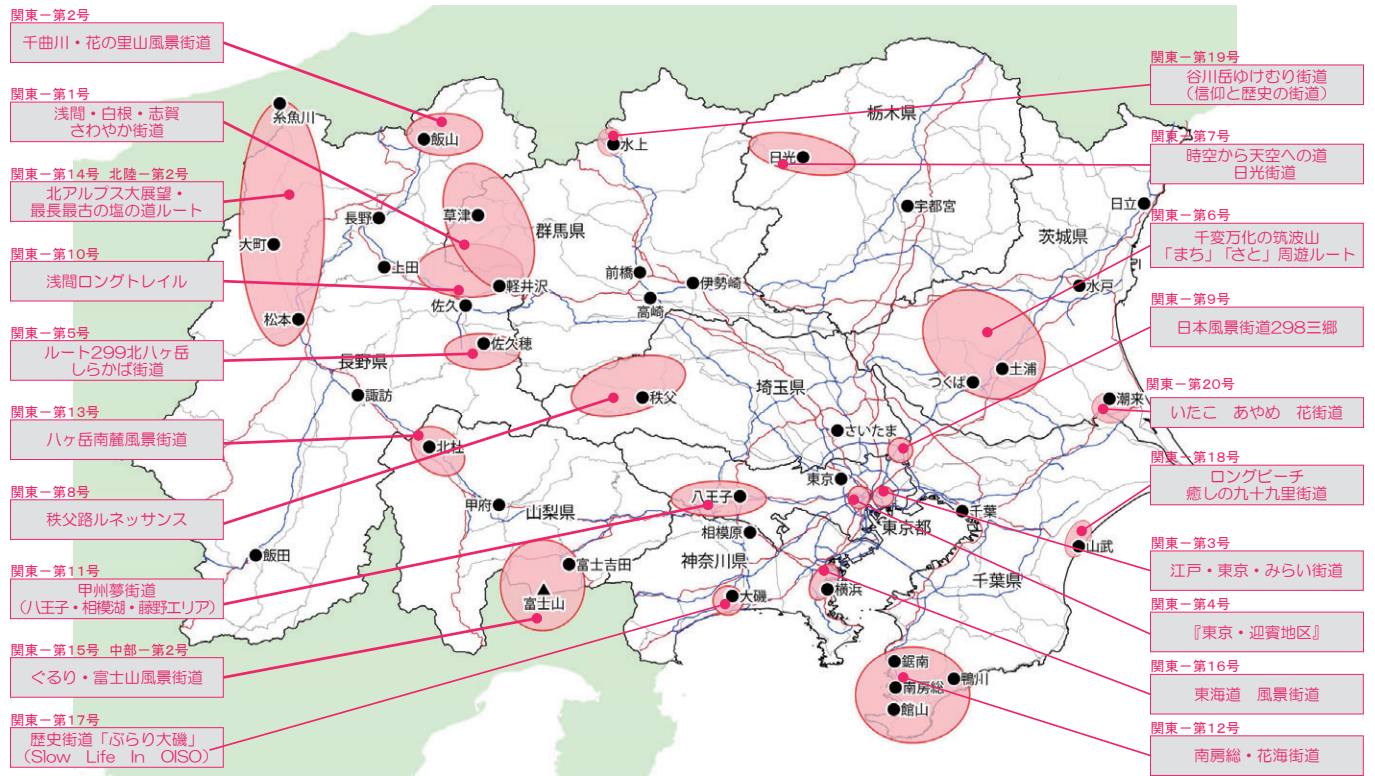 関東－第2号
千曲川・花の里山風景街道
関東－第1号
浅間・白根・志賀
さわやか街道
関東－第14号 北陸－第2号
北アルプス大展望・
最長最古の塩の道ルート
関東－第10号
浅間ロングトレイル
関東－第5号
ルート299北八ヶ岳
しらかば街道
関東－第13号
八ヶ岳南麓風景街道
関東－第8号
秩父路ルネッサンス
関東－第11号
甲州夢街道
（八王子・相模湖・藤野エリア）
関東－第15号 中部－第2号
ぐるり・富士山風景街道
関東－第17号
歴史街道「ぶらり大磯」
（Slow Life In OISO）
糸魚川
飯山
長野
草津
群馬県
大町
上田
軽井沢
佐久
松本
佐久穂
長野県
諏訪
北杜
甲府
山梨県
飯田
富士吉田
富士山
水上
日光
栃木県
宇都宮
日立
茨城県
前橋
伊勢崎
高崎
水戸
秩父
埼玉県
つくば
土浦
潮来
さいたま
東京
八王子
東京都
千葉
相模原
神奈川県
山武
千葉県
大磯
横浜
鋸南
南房総
鴨川
館山
関東－第19号
谷川岳ゆけむり街道
（信仰と歴史の街道）
関東－第7号
時空から天空への道
日光街道
関東－第6号
千変万化の筑波山
「まち」「さと」周遊ルート
関東－第9号
日本風景街道298三郷
関東－第20号
いたこ あやめ 花街道
関東－第18号
ロングビーチ
癒しの九十九里街道
関東－第3号
江戸・東京・みらい街道
関東－第4号
『東京・迎賓地区』
関東－第16号
東海道 風景街道
関東－第12号
南房総・花海街道